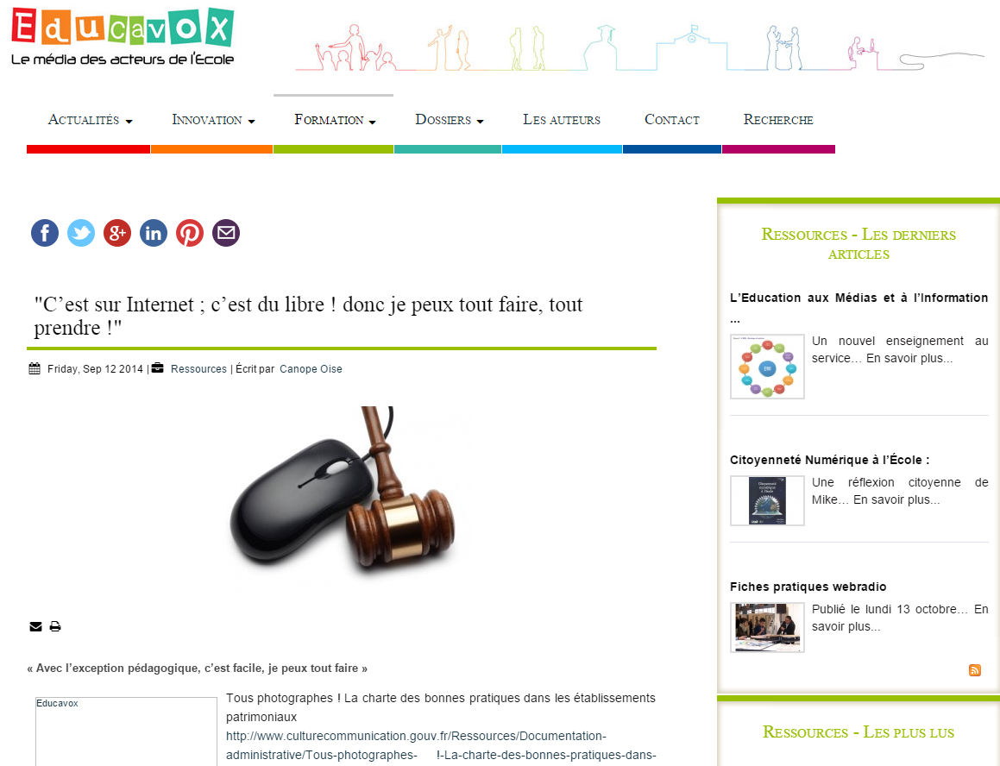 Educavox
Le média des acteurs de l'Ecole
Actualités
Innovation
Formation
Dossiers
Les auteurs
Contact
Recherche
"C’est sur Internet ; c’est du libre ! donc je peux tout faire, tout
prendre !"
Friday, Sep 12 2014 | Ressources | Écrit par Canope Oise
« Avec l’exception pédagogique, c’est facile, je peux tout faire »
Educavox
Tous photographes ! La charte des bonnes pratiques dans les établissements
patrimoniaux
http://www.culturecommunication.gouv.fr/Ressources/Documentation-
administrative/Tous-photographes- !-La-charte-des-bonnes-pratiques-dans-
Ressources - Les derniers
articles
L’Education aux Médias et à l’Information
...
Un nouvel enseignement au
service… En savoir plus...
Citoyenneté Numérique à l’École :
Une réflexion citoyenne de
Mike… En savoir plus...
Fiches pratiques webradio
Publié le lundi 13 octobre… En
savoir plus...
Ressources - Les plus lus